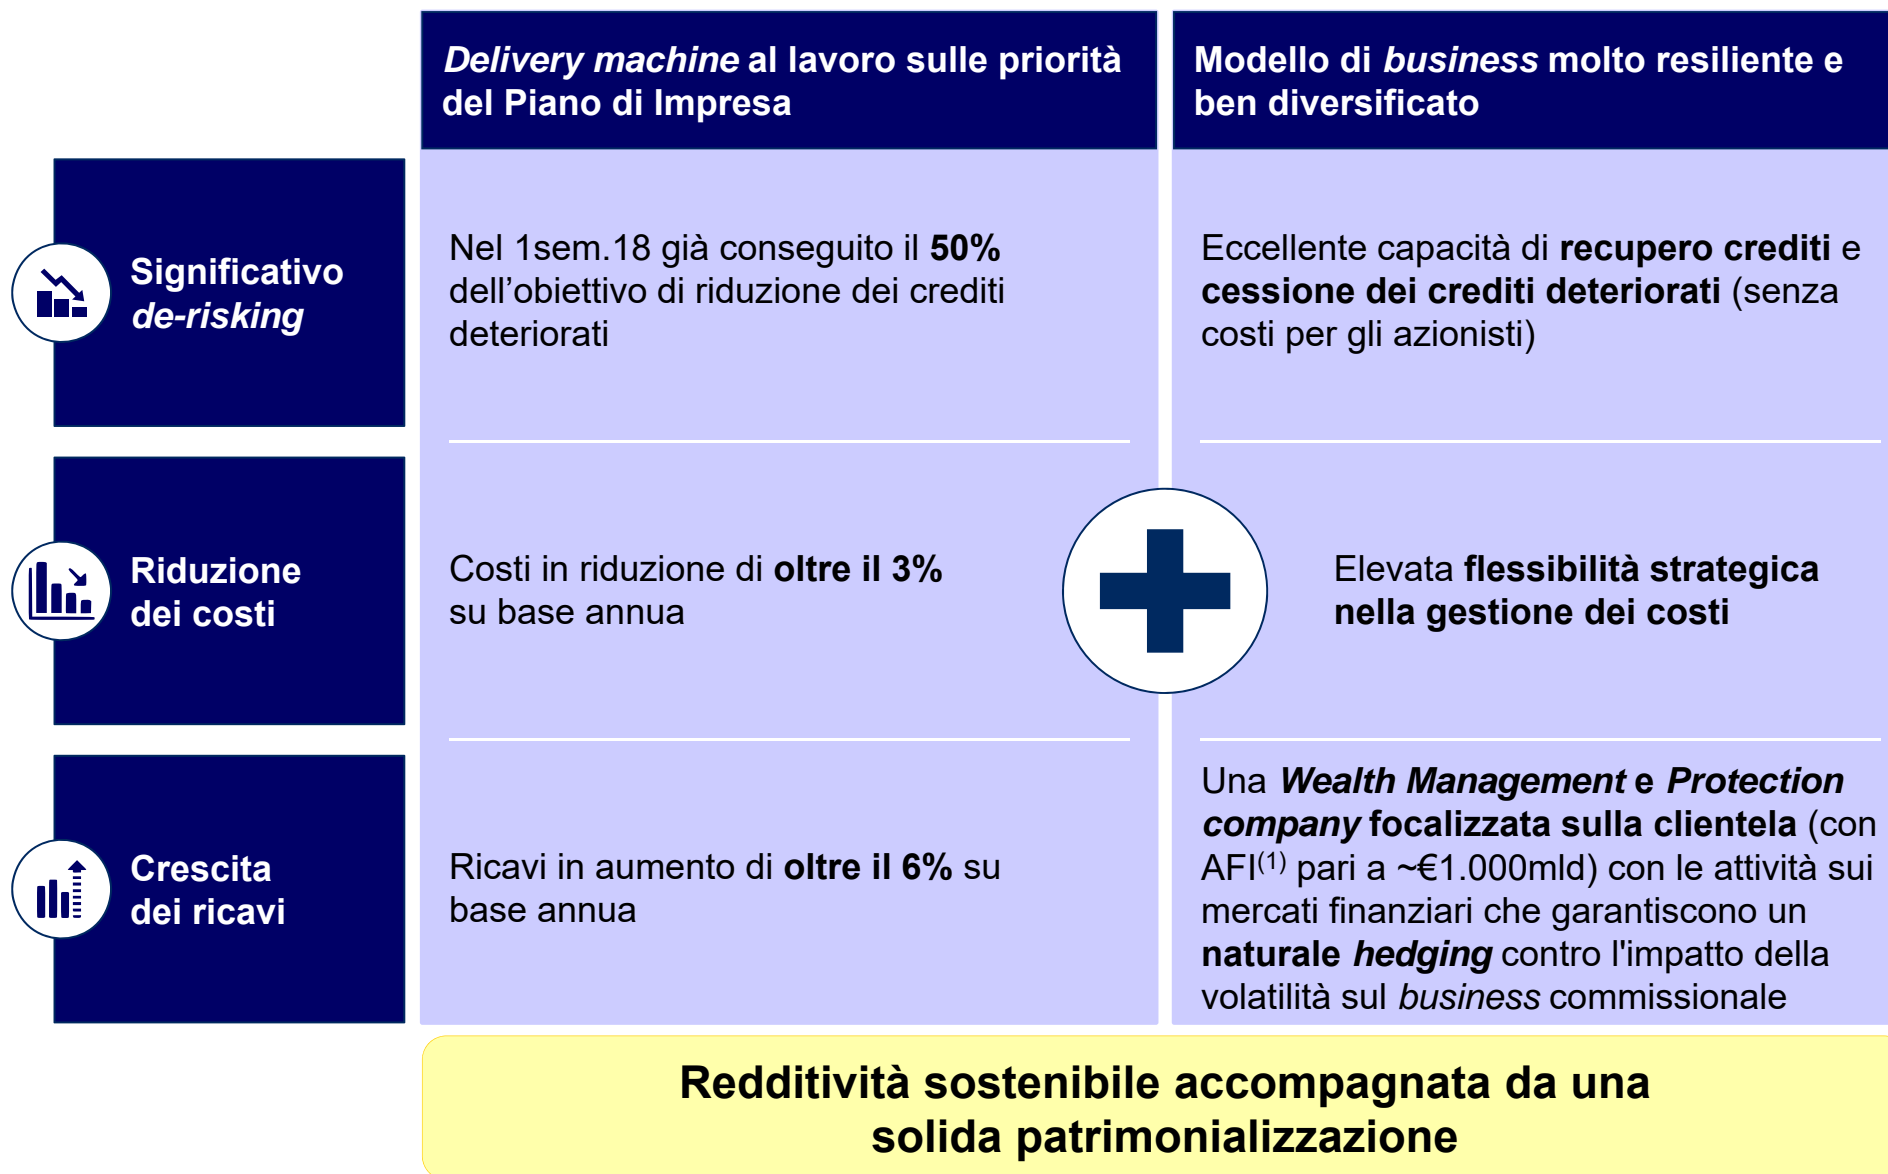 Delivery machine al lavoro sulle priorità
del Piano di Impresa
Modello di business molto resiliente e
ben diversificato
Significativo
de-risking
Nel 1sem.18 già conseguito il 50%
dell’obiettivo di riduzione dei crediti
deteriorati
Eccellente capacità di recupero crediti e
cessione dei crediti deteriorati (senza
costi per gli azionisti)
Riduzione
dei costi
Costi in riduzione di oltre il 3%
su base annua
Elevata flessibilità strategica
nella gestione dei costi
Crescita
dei ricavi
Ricavi in aumento di oltre il 6% su
base annua
Una Wealth Management e Protection
company focalizzata sulla clientela (con
AFI(1) pari a ~€1.000mld) con le attività sui
mercati finanziari che garantiscono un
naturale hedging contro l'impatto della
volatilità sul business commissionale
Redditività sostenibile accompagnata da una
solida patrimonializzazione